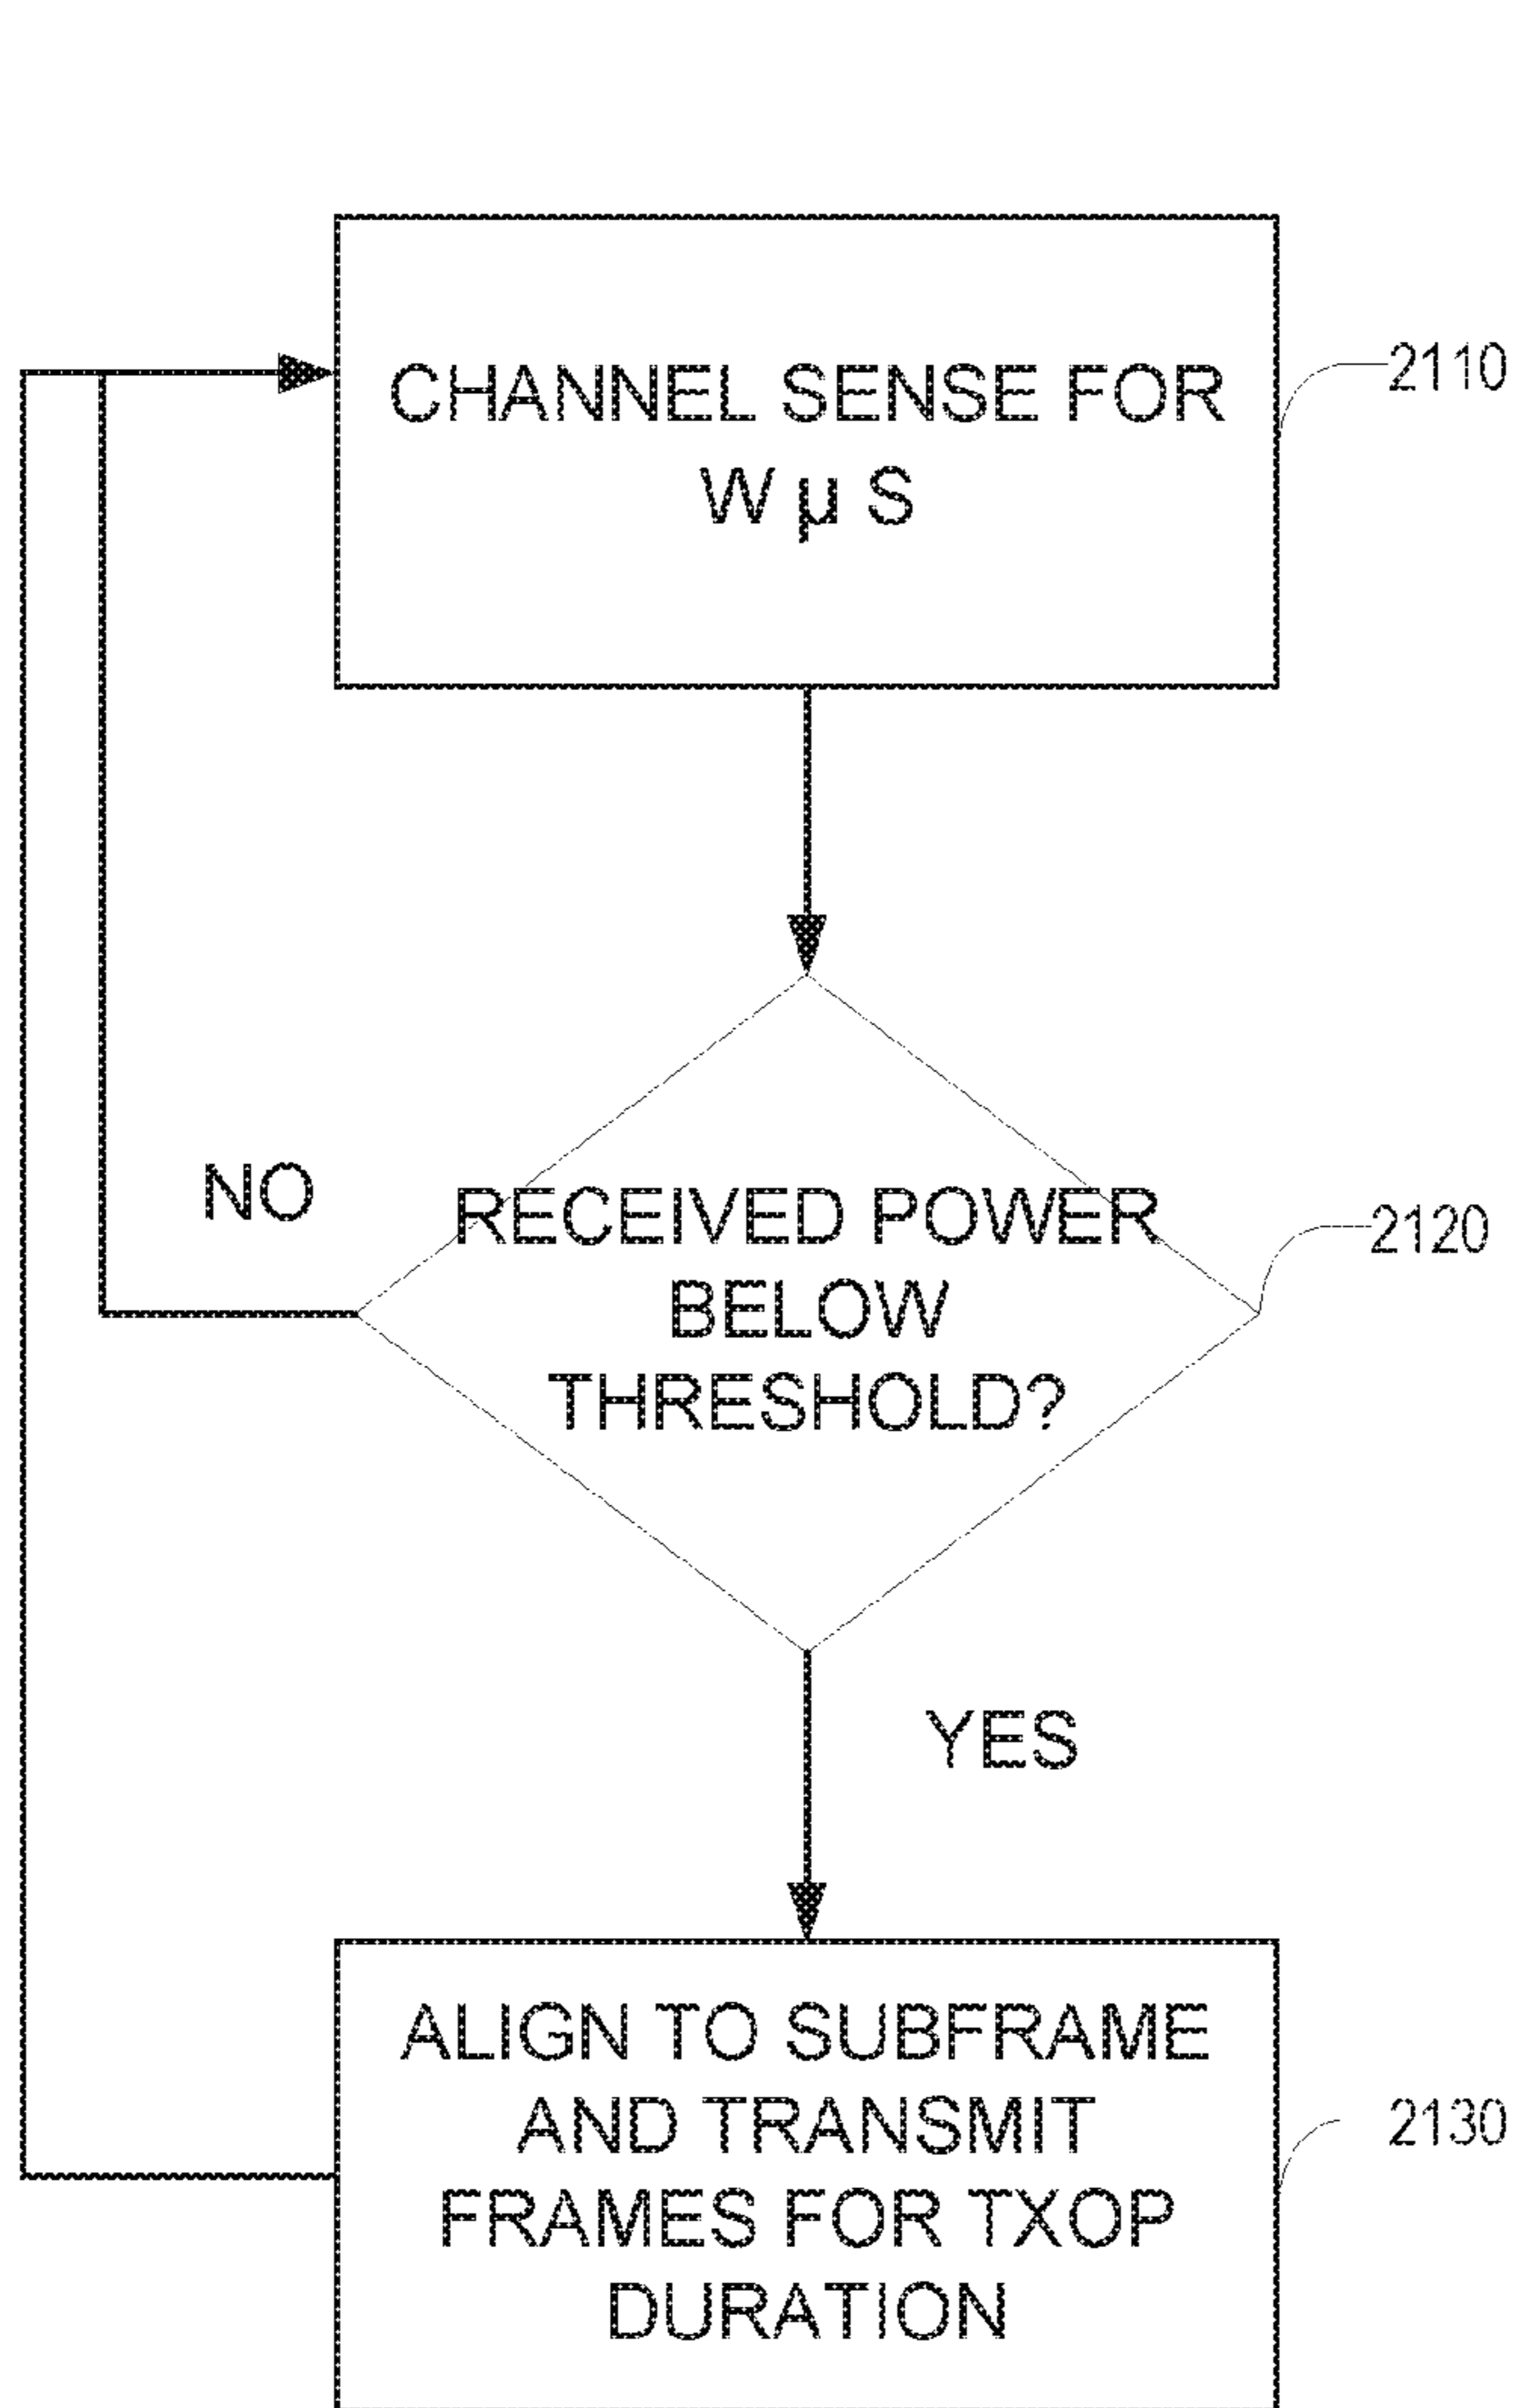 CHANNEL SENSE FOR
W µ S
2110
NO
RECEIVED POWER
BELOW
THRESHOLD?
2120
YES
ALIGN TO SUBFRAME
AND TRANSMIT
FRAMES FOR TXOP
DURATION
2130